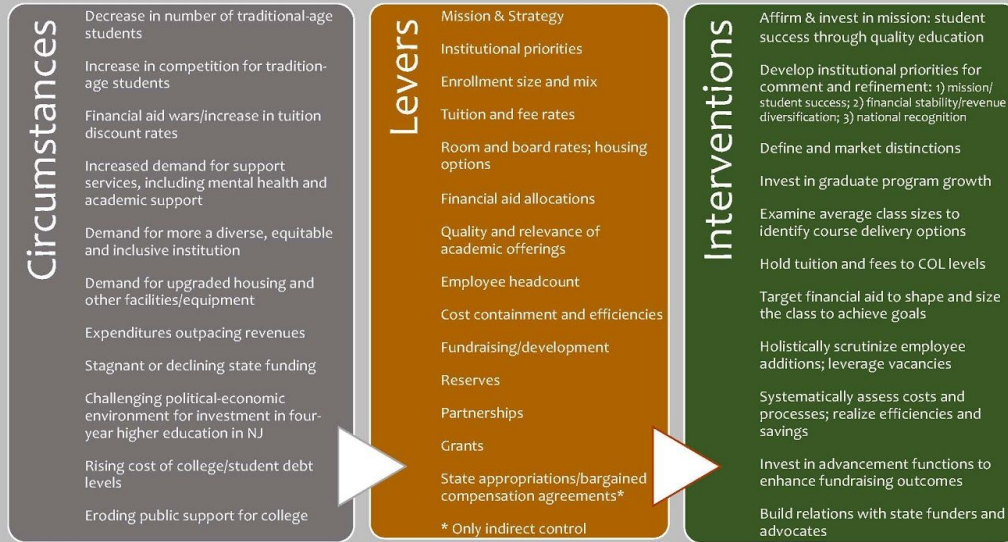 Circumstances
Decrease in number of traditional-age
students
Increase in competition for tradition-
age students
Financial aid wars/increase in tuition
discount rates
Increased demand for support
services, including mental health and
academic support
Demand for more a diverse, equitable
and inclusive institution
Demand for upgraded housing and
other facilities/equipment
Expenditures outpacing revenues
Stagnant or declining state funding
Challenging political-economic
environment for investment in four-
year higher education in NJ
Rising cost of college/student debt
levels
Eroding public support for college
Levers
Mission & Strategy
Institutional priorities
Enrollment size and mix
Tuition and fee rates
Room and board rates; housing
options
Financial aid allocations
Quality and relevance of
academic offerings
Employee headcount
Cost containment and efficiencies
Fundraising/development
Reserves
Partnerships
Grants
State appropriations/bargained
compensation agreements*
* Only indirect control
Interventions
Affirm & invest in mission: student
success through quality education
Develop institutional priorities for
comment and refinement: 1) mission/
student success; 2) financial stability/revenue
diversification; 3) national recognition
Define and market distinctions
Invest in graduate program growth
Examine average class sizes to
identify course delivery options
Hold tuition and fees to COL levels
Target financial aid to shape and size
the class to achieve goals
Holistically scrutinize employee
additions; leverage vacancies
Systematically assess costs and
processes; realize efficiencies and
savings
Invest in advancement functions to
enhance fundraising outcomes
Build relations with state funders and
advocates